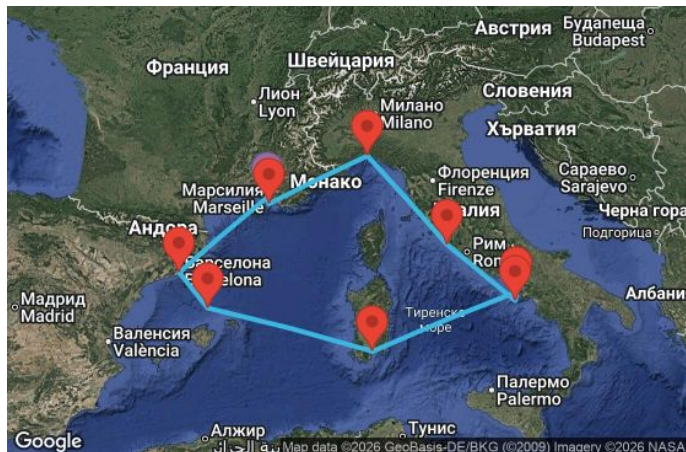 Австрия
Будапеща
Budapest
Швейцария
Франция
Словения
Лион
Lyon
Милано
Milano
Хърватия
Сараево
Sarajevo
Флоренция
Firenze
Монако
Марсилия
Marseille
Андора
Черна гора
Подгорица
Рим
Барселона
Албани
Мадрид
Madrid
Тиренско
море
Валенсия
València
Палермо
Palermo
Алжир
Тунис
Google
Map data ©2026 GeoBasis-DE/BKG (©2009) Imagery ©2026 NASA